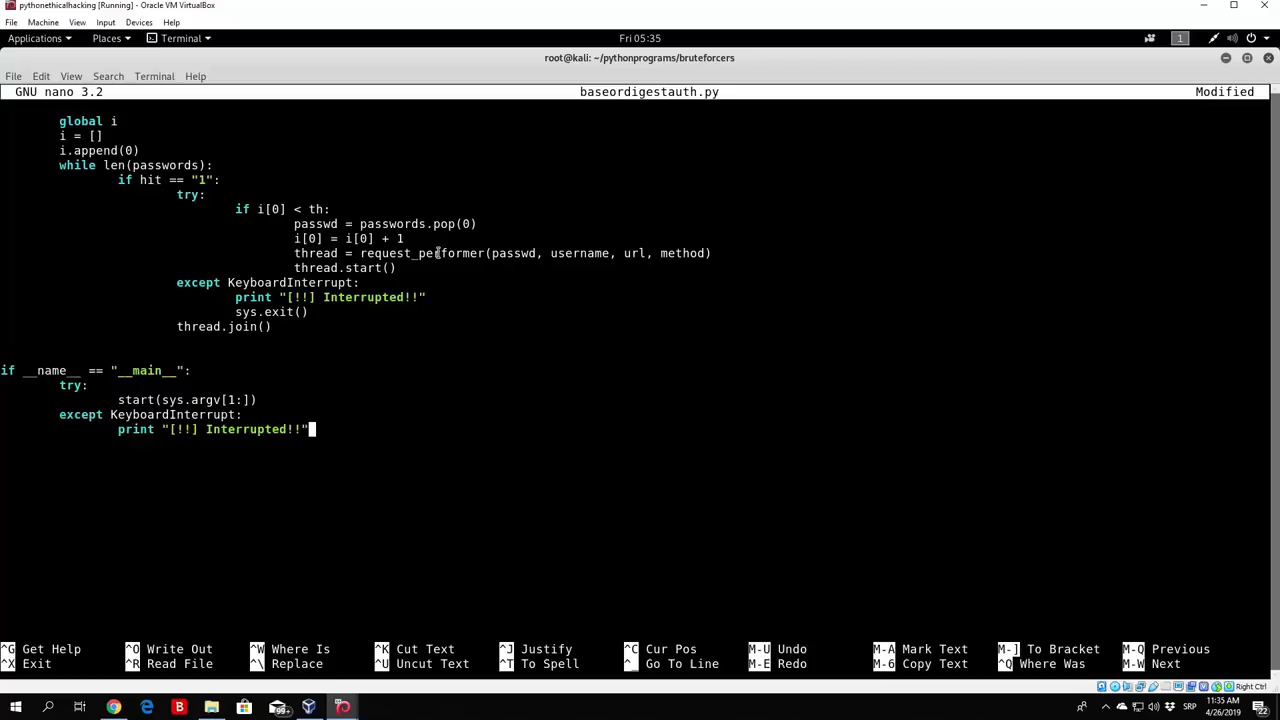 pythonethicalhacking [Running] - Oracle VM VirtualBox
File Machine View Input Devices Help
Applications Places Terminal Fri 05:35 1
root@kali: ~/pythonprograms/bruteforcers
File Edit View Search Terminal Help
GNU nano 3.2 baseordigestauth.py Modified
global i
i = []
i.append(0)
while len(passwords):
if hit == "1":
try:
if i[0] < th:
passwd = passwords.pop(0)
i[0] = i[0] + 1
thread = request_performer(passwd, username, url, method)
thread.start()
except KeyboardInterrupt:
print "[!!] Interrupted!!"
sys.exit()
thread.join()
if __name__ == "__main__":
try:
start(sys.argv[1:])
except KeyboardInterrupt:
print "[!!] Interrupted!!"
^G Get Help ^O Write Out ^W Where Is ^K Cut Text ^J Justify ^C Cur Pos M-U Undo M-A Mark Text M-] To Bracket M-Q Previous
^X Exit ^R Read File ^\ Replace ^U Uncut Text ^T To Spell ^_ Go To Line M-E Redo M-6 Copy Text ^Q Where Was M-W Next
Right Ctrl
B 99+ SRP 11:35 AM
4/26/2019 22